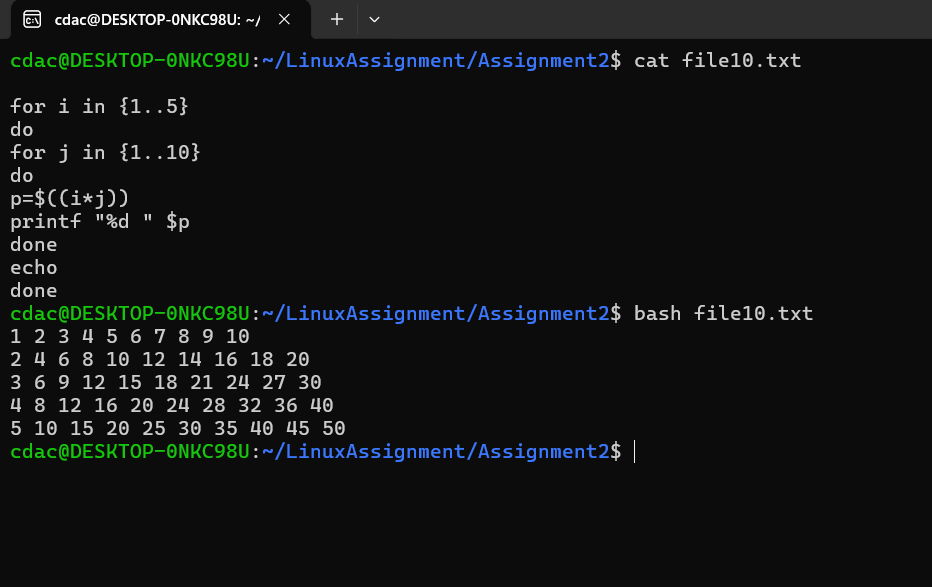 cdac@DESKTOP-0NKC98U: ~/
cdac@DESKTOP-0NKC98U:~/LinuxAssignment/Assignment2$ cat file10.txt
for i in {1..5}
do
for j in {1..10}
do
p=$((i*j))
printf "%d " $p
done
echo
done
cdac@DESKTOP-0NKC98U:~/LinuxAssignment/Assignment2$ bash file10.txt
1 2 3 4 5 6 7 8 9 10
2 4 6 8 10 12 14 16 18 20
3 6 9 12 15 18 21 24 27 30
4 8 12 16 20 24 28 32 36 40
5 10 15 20 25 30 35 40 45 50
cdac@DESKTOP-0NKC98U:~/LinuxAssignment/Assignment2$